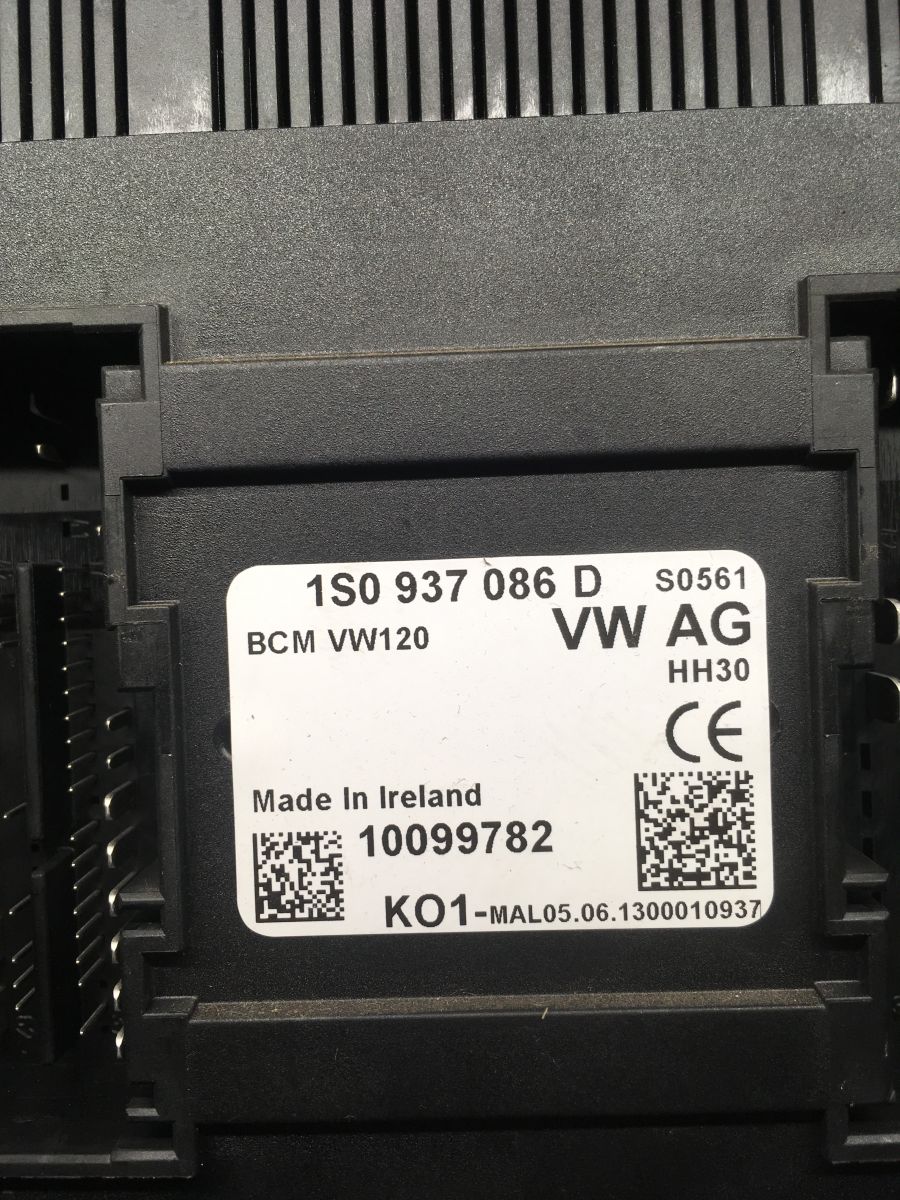 1S0 937 086 D S0561
BCM VW120 VW AG
HH30
CE
Made In Ireland
10099782
KO1-MAL05.06.1300010937